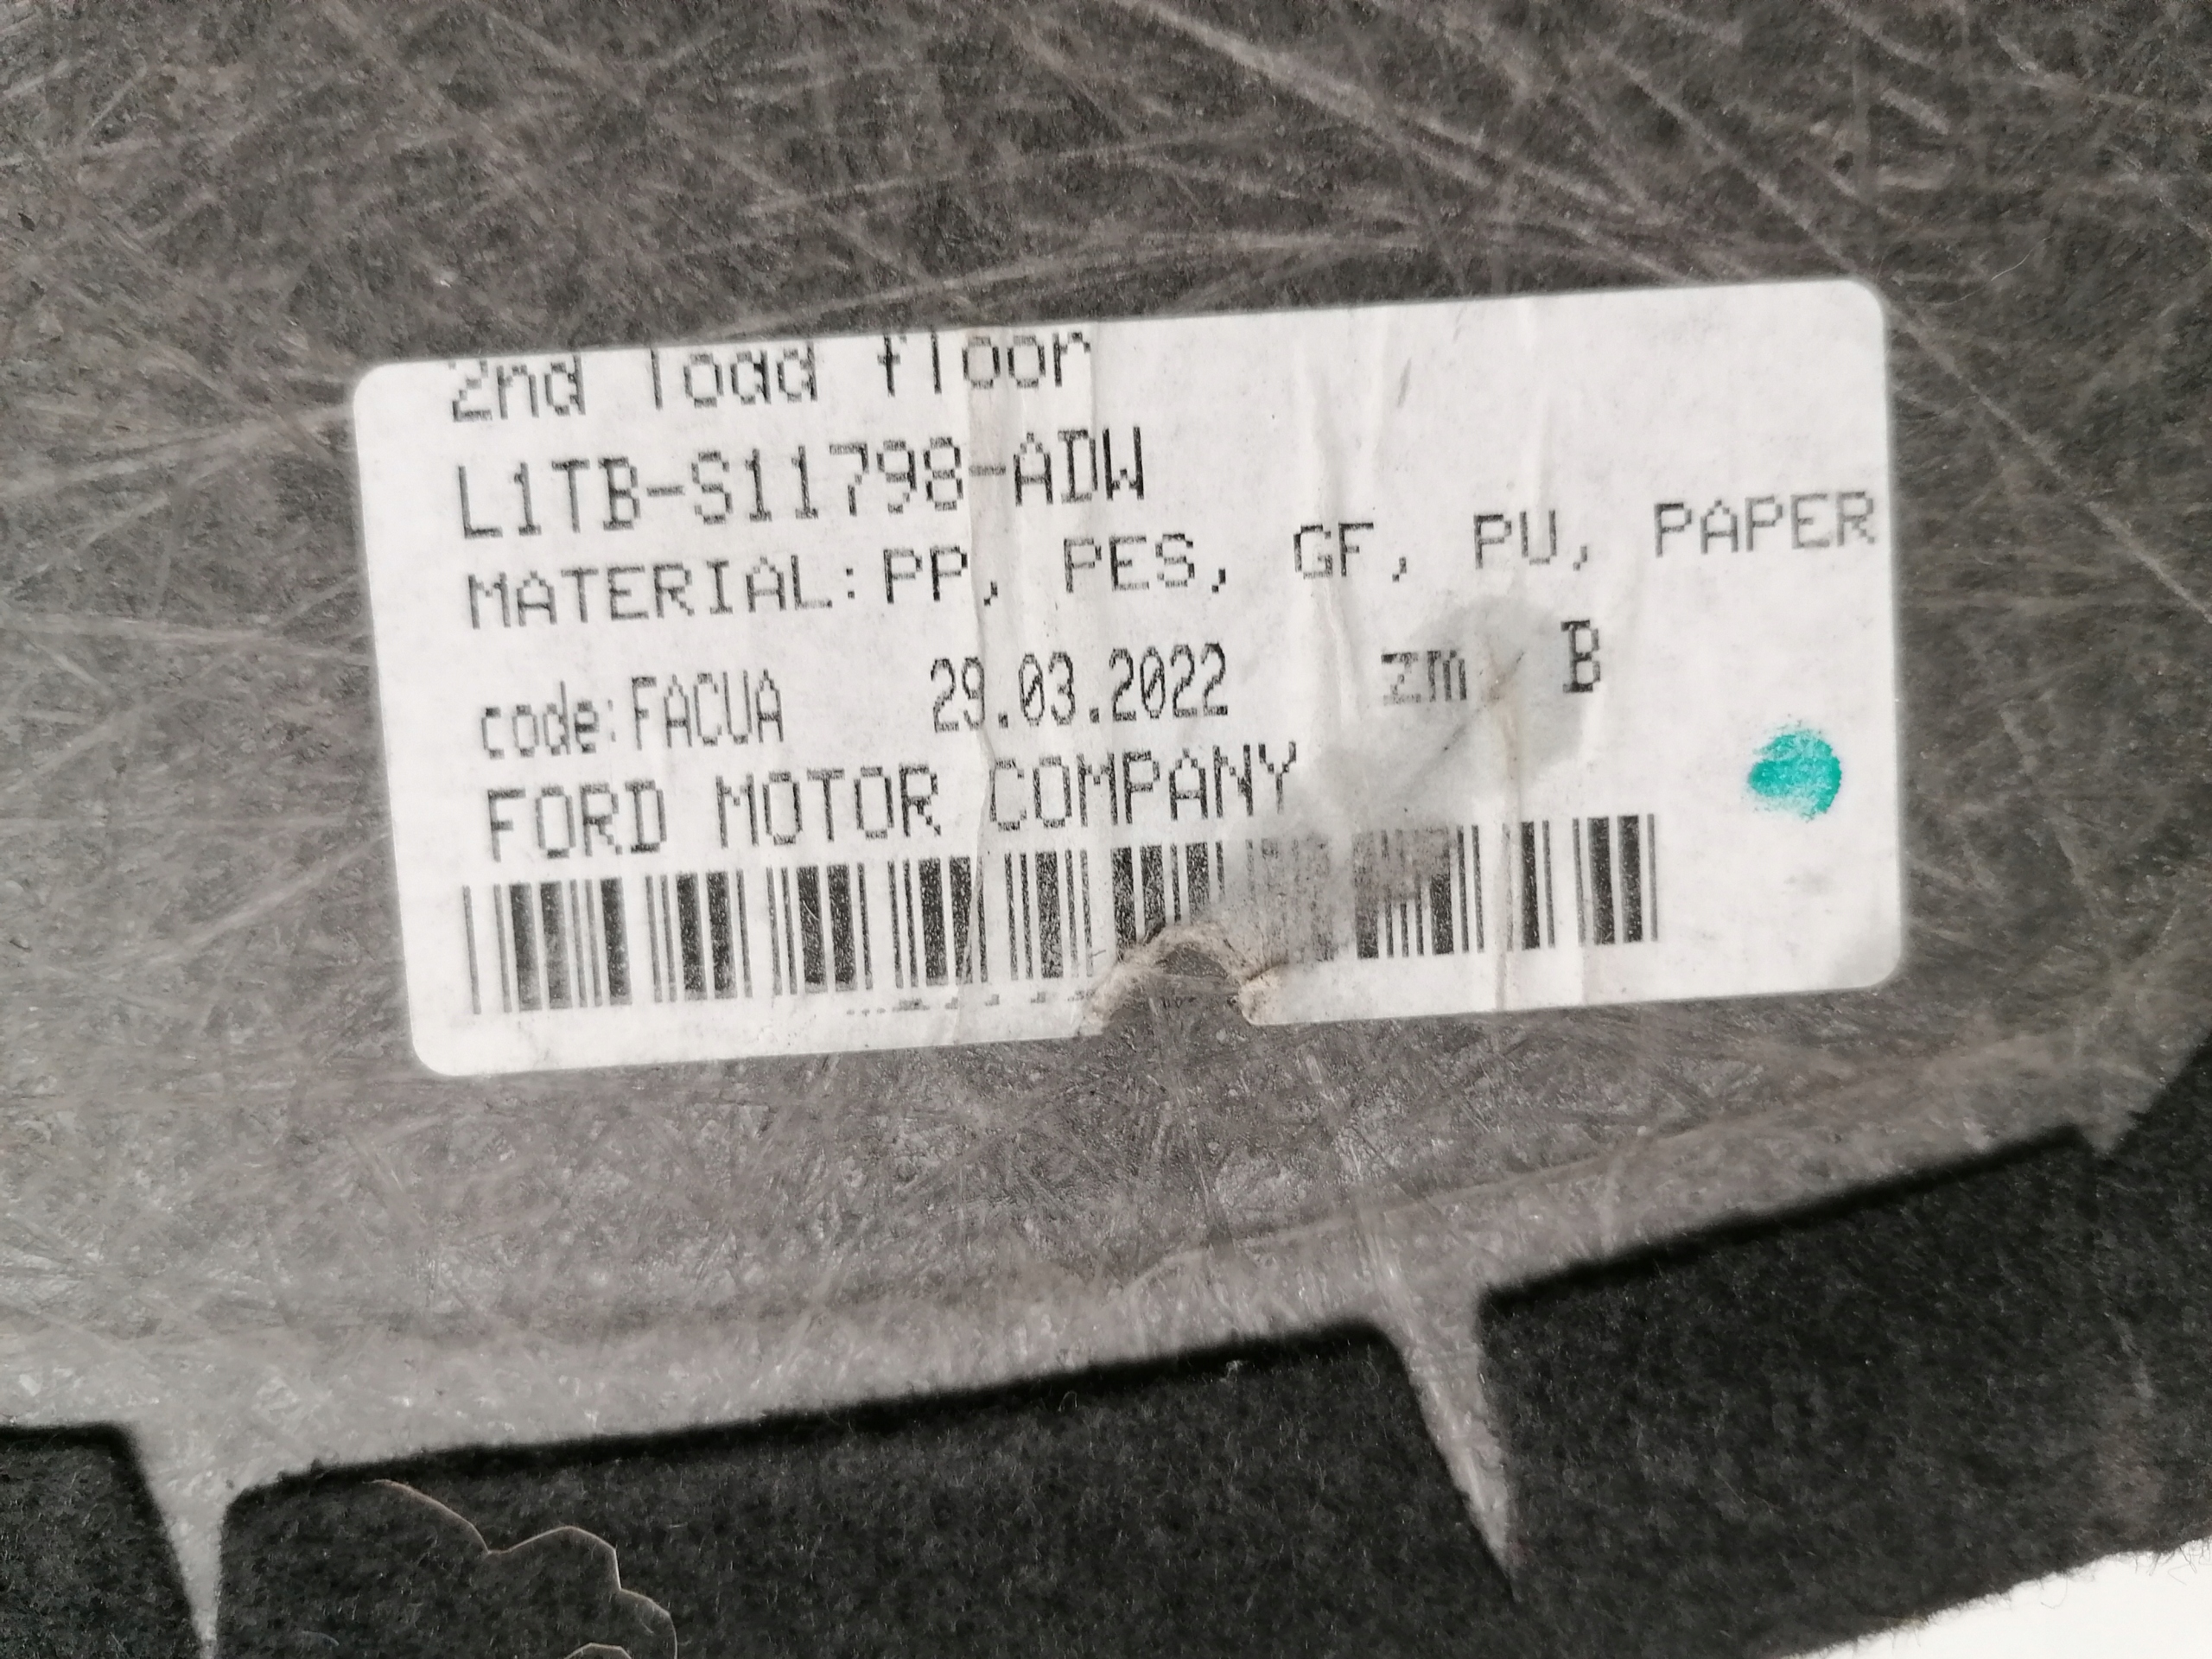 2nd load floor
L1TB-S11798-ADW
MATERIAL:PP, PES, GF, PU, PAPER
code:FACUA 29.03.2022 zm B
FORD MOTOR COMPANY